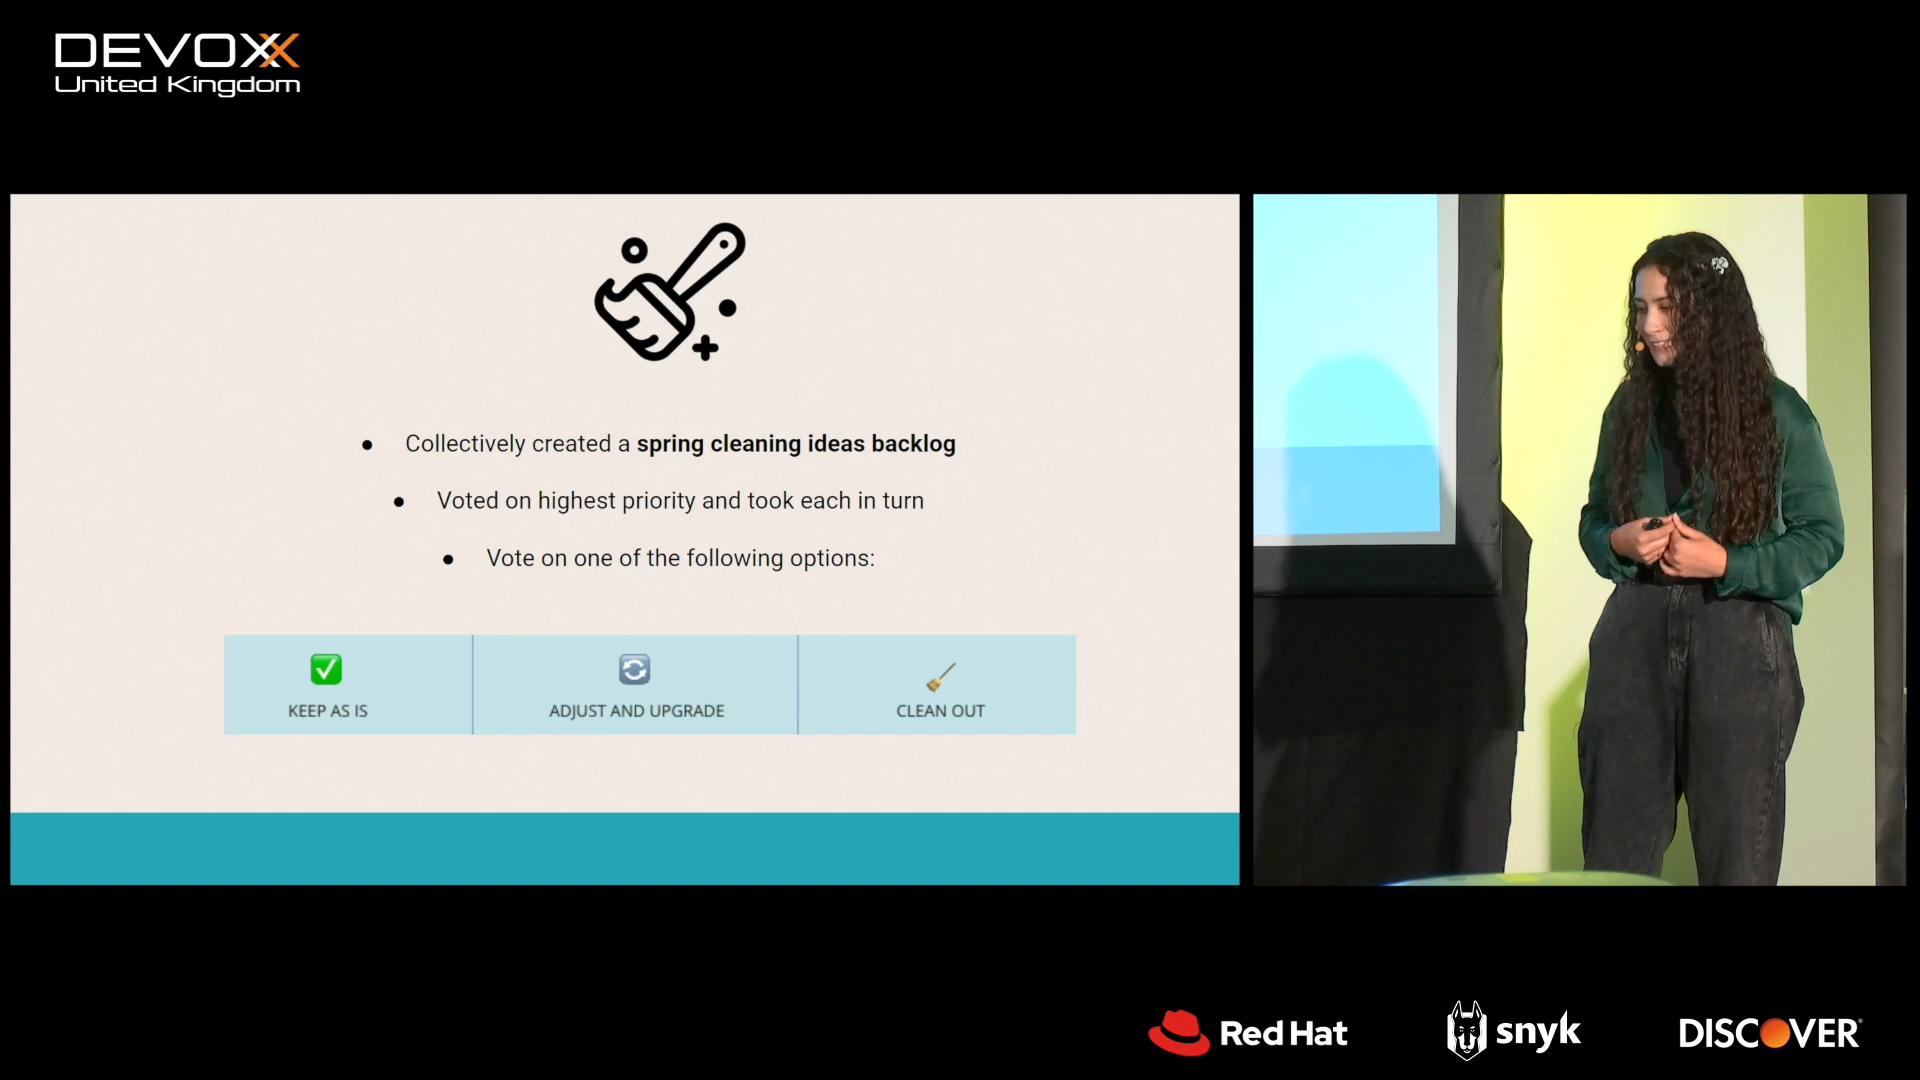 DEVOXX
United Kingdom
Collectively created a spring cleaning ideas backlog
Voted on highest priority and took each in turn
Vote on one of the following options:
KEEP AS IS
ADJUST AND UPGRADE
CLEAN OUT
Red Hat
snyk
DISCOVER